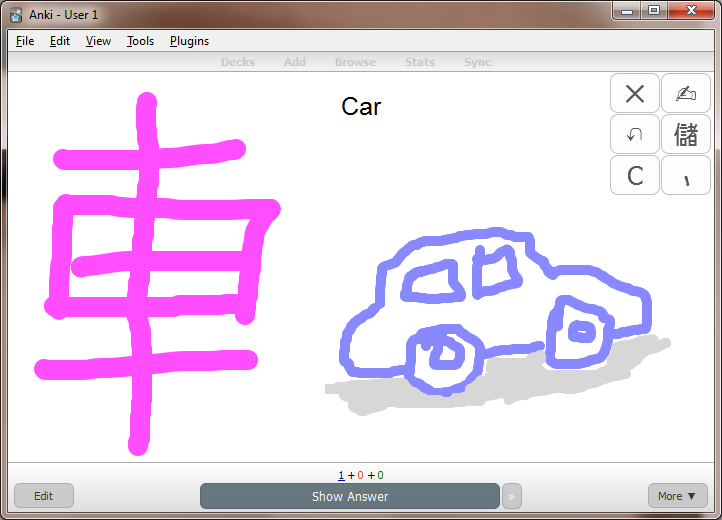 Anki - User 1
File Edit View Tools Plugins
Decks Add Browse Stats Sync
Car
車
儲
C
1 + 0 + 0
Edit Show Answer » More ▼